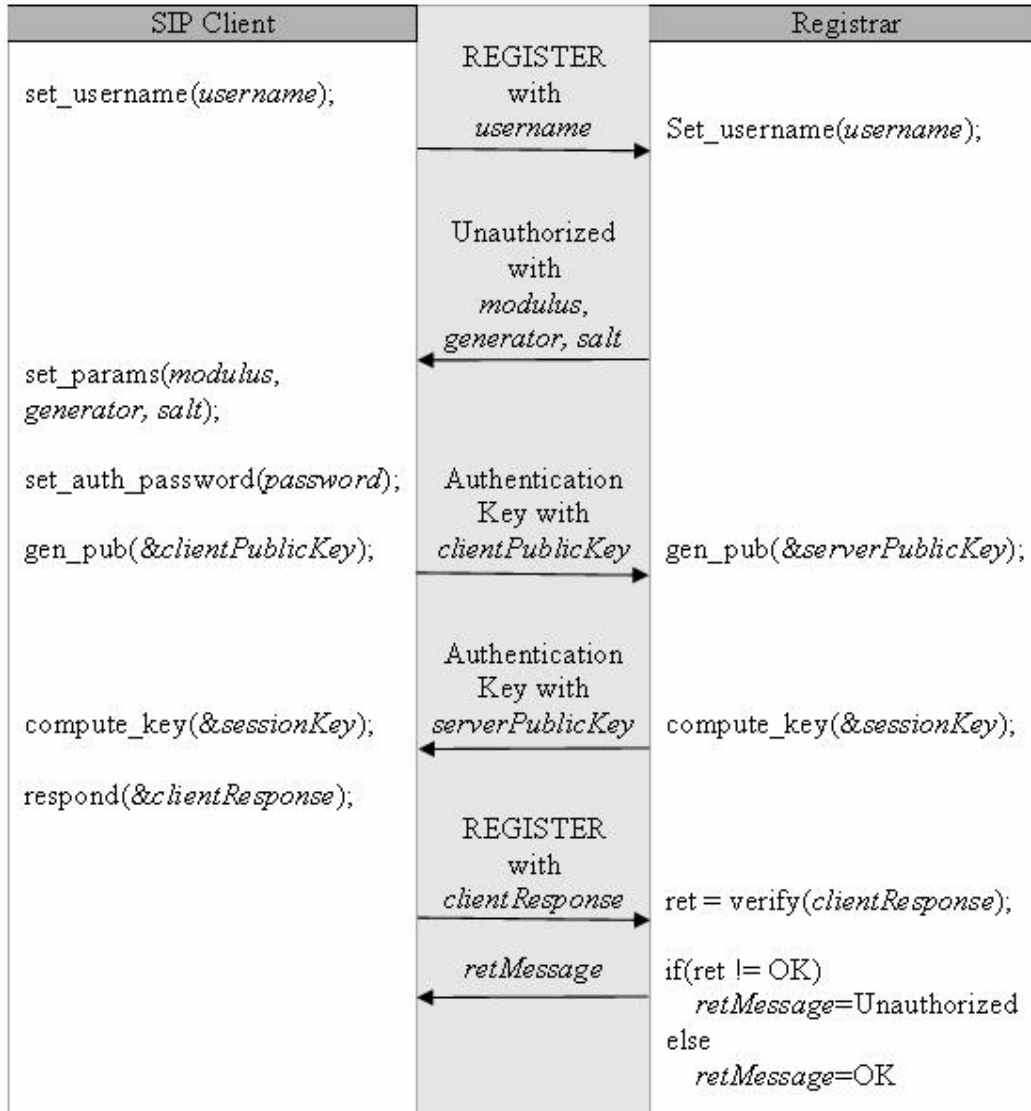 SIP Client
Registrar
REGISTER
with
username
set_username(username);
Set_username(username);
Unauthorized
with
modulus,
generator, salt
set_params(modulus,
generator, salt);
set_auth_password(password);
Authentication
Key with
clientPublicKey
gen_pub(&clientPublicKey);
gen_pub(&serverPublicKey);
Authentication
Key with
serverPublicKey
compute_key(&sessionKey);
compute_key(&sessionKey);
respond(&clientResponse);
REGISTER
with
clientResponse
ret = verify(clientResponse);
retMessage
if(ret != OK)
retMessage=Unauthorized
else
retMessage=OK